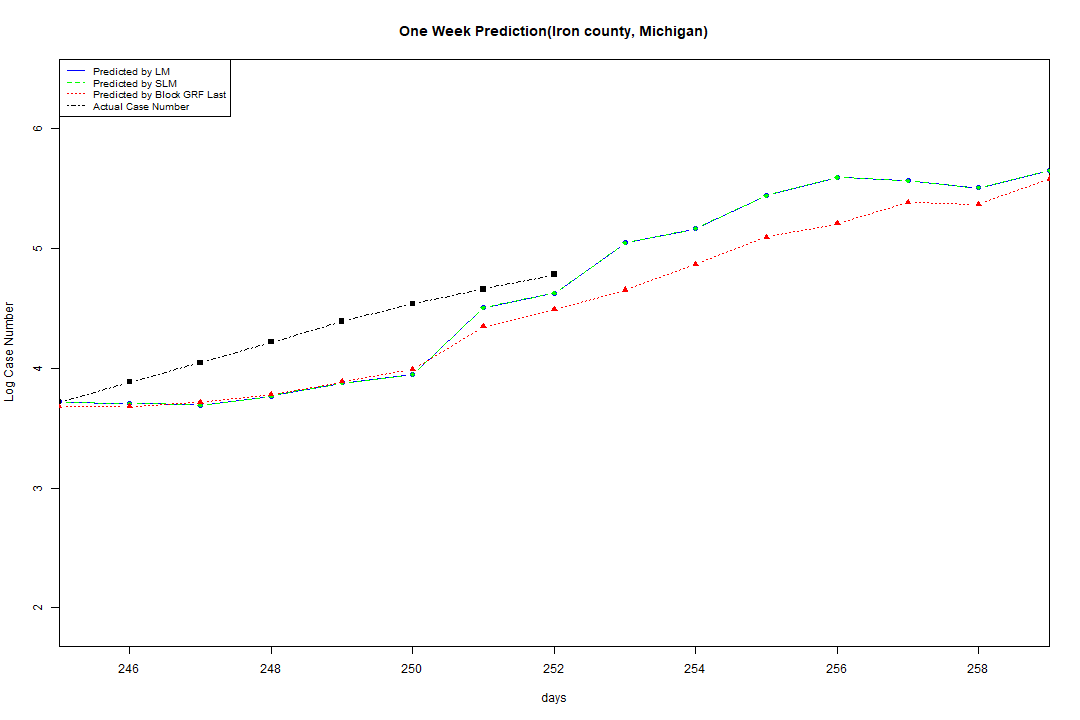 One Week Prediction(Iron county, Michigan)
Predicted by LM
Predicted by SLM
Predicted by Block GRF Last
Actual Case Number
Log Case Number
6
5
4
3
2
246 248 250 252 254 256 258
days